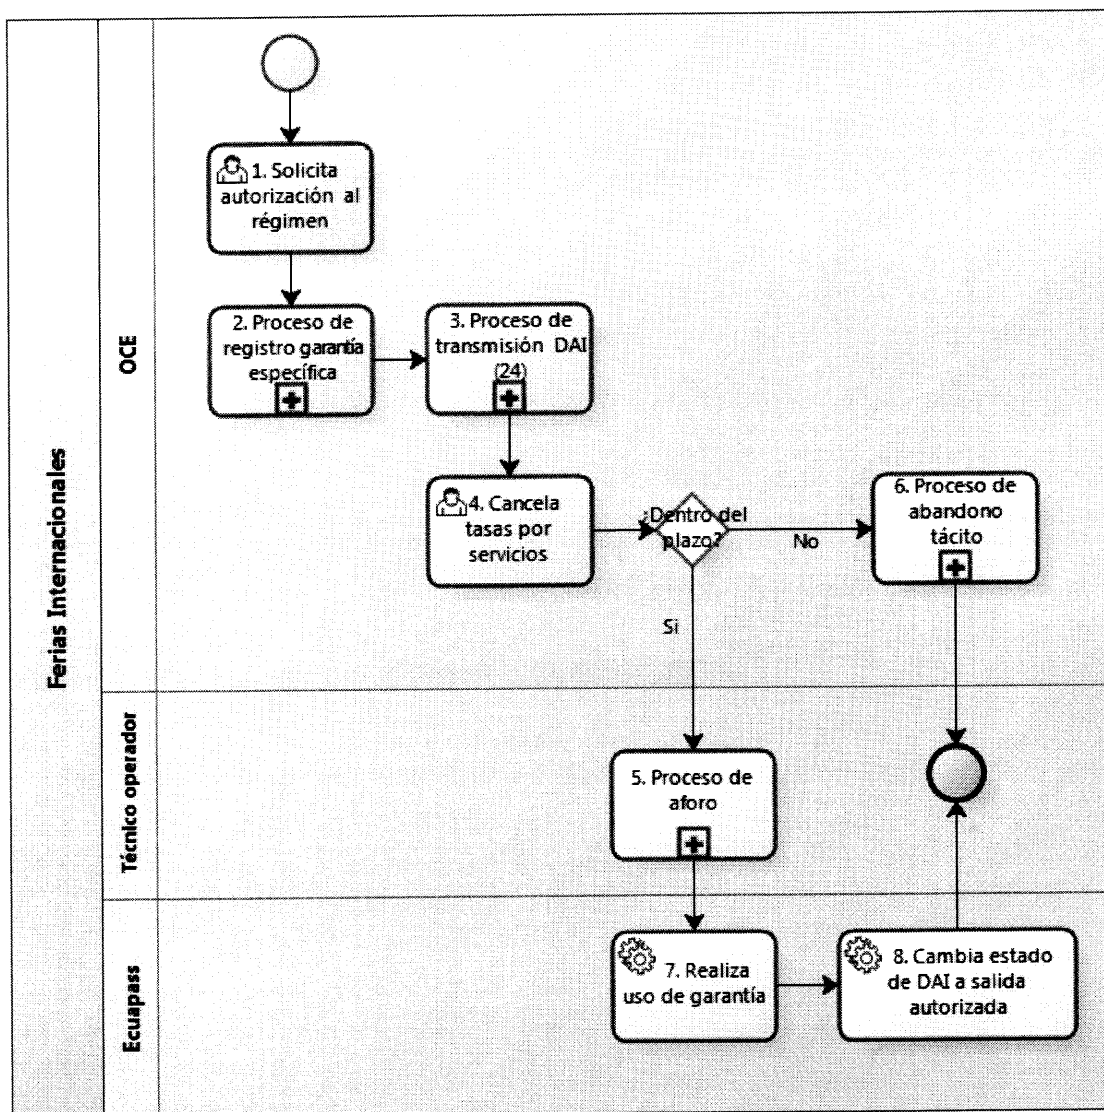 Ferias Internacionales
OCE
1. Solicita
autorización al
régimen
2. Proceso de
registro garantía
específica
3. Proceso de
transmisión DAI
(24)
4. Cancela
tasas por
servicios
¿Dentro del
plazo?
No
Si
6. Proceso de
abandono
tácito
Técnico operador
5. Proceso de
aforo
Ecuapass
7. Realiza
uso de garantía
8. Cambia estado
de DAI a salida
autorizada